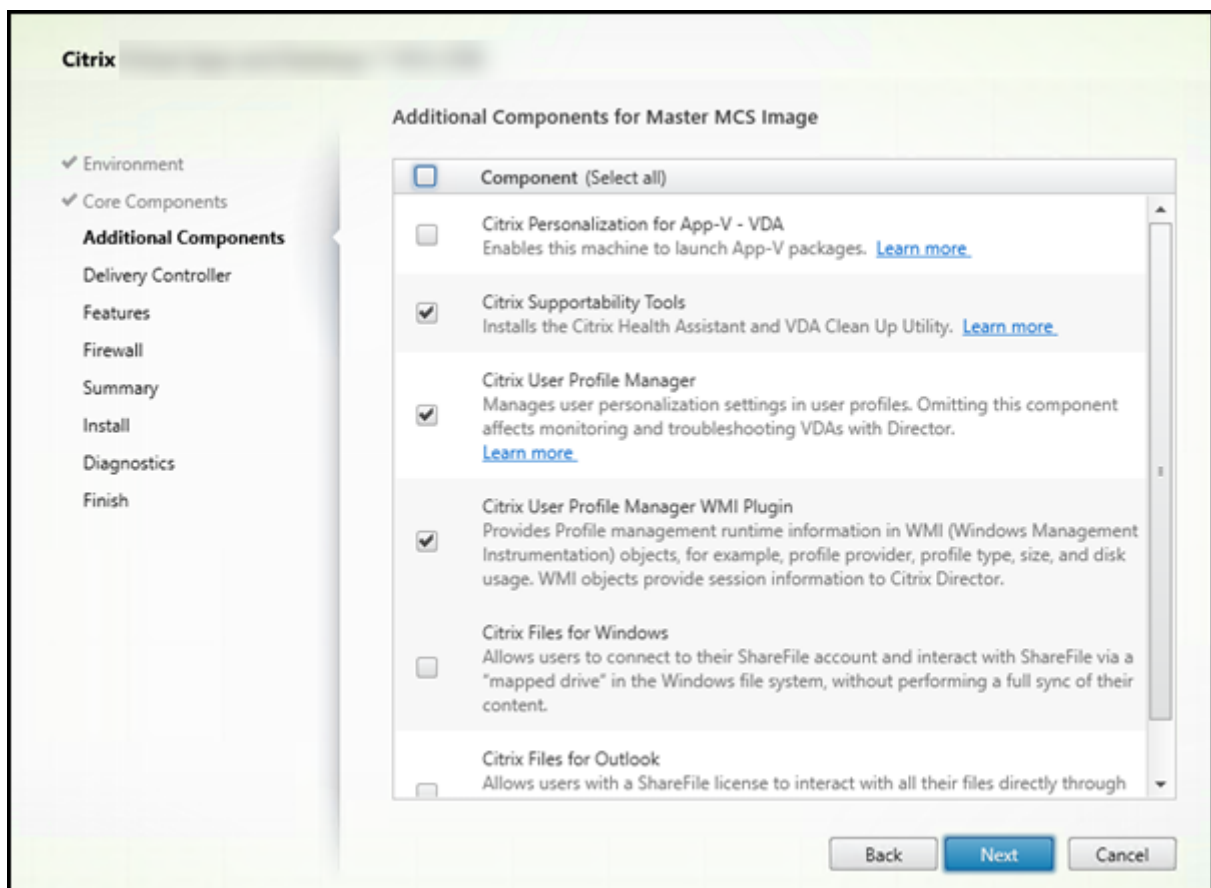 Citrix
Additional Components for Master MCS Image
Environment
Core Components
Additional Components
Delivery Controller
Features
Firewall
Summary
Install
Diagnostics
Finish
Component (Select all)
Citrix Personalization for App-V - VDA
Enables this machine to launch App-V packages. Learn more
Citrix Supportability Tools
Installs the Citrix Health Assistant and VDA Clean Up Utility. Learn more
Citrix User Profile Manager
Manages user personalization settings in user profiles. Omitting this component
affects monitoring and troubleshooting VDAs with Director.
Learn more
Citrix User Profile Manager WMI Plugin
Provides Profile management runtime information in WMI (Windows Management
Instrumentation) objects, for example, profile provider, profile type, size, and disk
usage. WMI objects provide session information to Citrix Director.
Citrix Files for Windows
Allows users to connect to their ShareFile account and interact with ShareFile via a
"mapped drive" in the Windows file system, without performing a full sync of their
content.
Citrix Files for Outlook
Allows users with a ShareFile license to interact with all their files directly through
Back
Next
Cancel